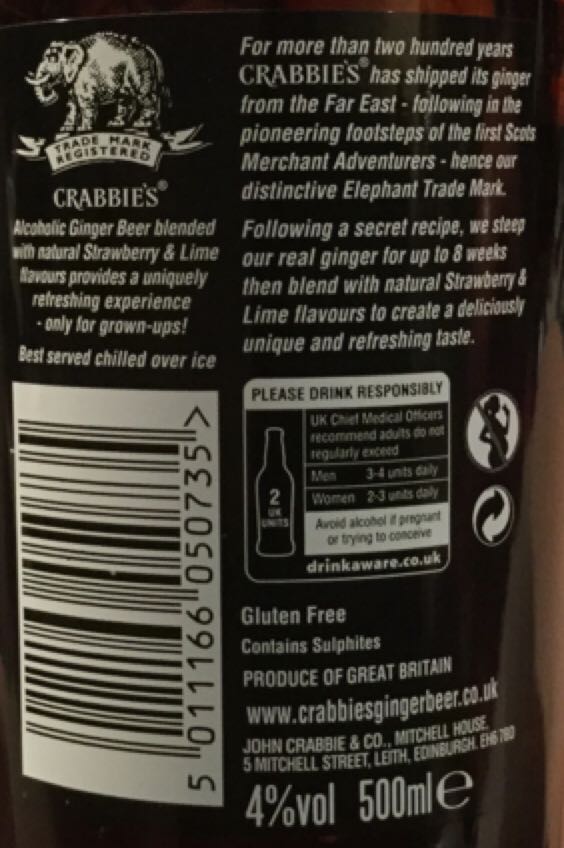 TRADE MARK
REGISTERED
CRABBIE'S®
Alcoholic Ginger Beer blended
with natural Strawberry & Lime
flavours provides a uniquely
refreshing experience
- only for grown-ups!
Best served chilled over ice
5 011166 050735 >
For more than two hundred years
CRABBIE'S® has shipped its ginger
from the Far East - following in the
pioneering footsteps of the first Scots
Merchant Adventurers - hence our
distinctive Elephant Trade Mark.
Following a secret recipe, we steep
our real ginger for up to 8 weeks
then blend with natural Strawberry &
Lime flavours to create a deliciously
unique and refreshing taste.
PLEASE DRINK RESPONSIBLY
2
UK
UNITS
UK Chief Medical Officers
recommend adults do not
regularly exceed
Men 3-4 units daily
Women 2-3 units daily
Avoid alcohol if pregnant
or trying to conceive
drinkaware.co.uk
Gluten Free
Contains Sulphites
PRODUCE OF GREAT BRITAIN
www.crabbiesgingerbeer.co.uk
JOHN CRABBIE & CO., MITCHELL HOUSE,
5 MITCHELL STREET, LEITH, EDINBURGH. EH6 7BD
4%vol 500ml e